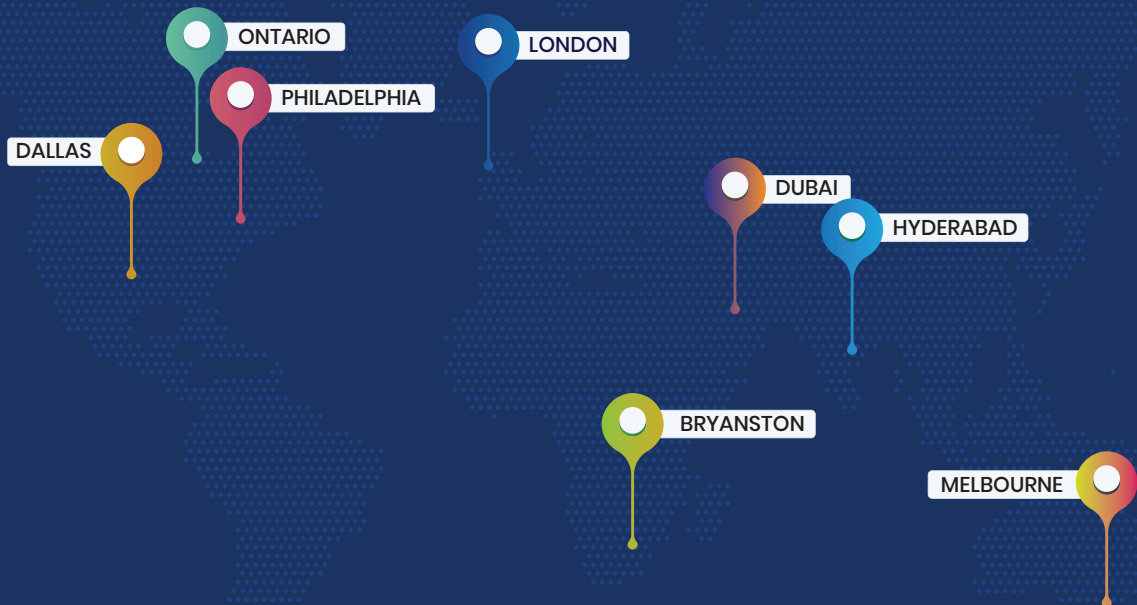 ONTARIO
LONDON
PHILADELPHIA
DALLAS
DUBAI
HYDERABAD
BRYANSTON
MELBOURNE